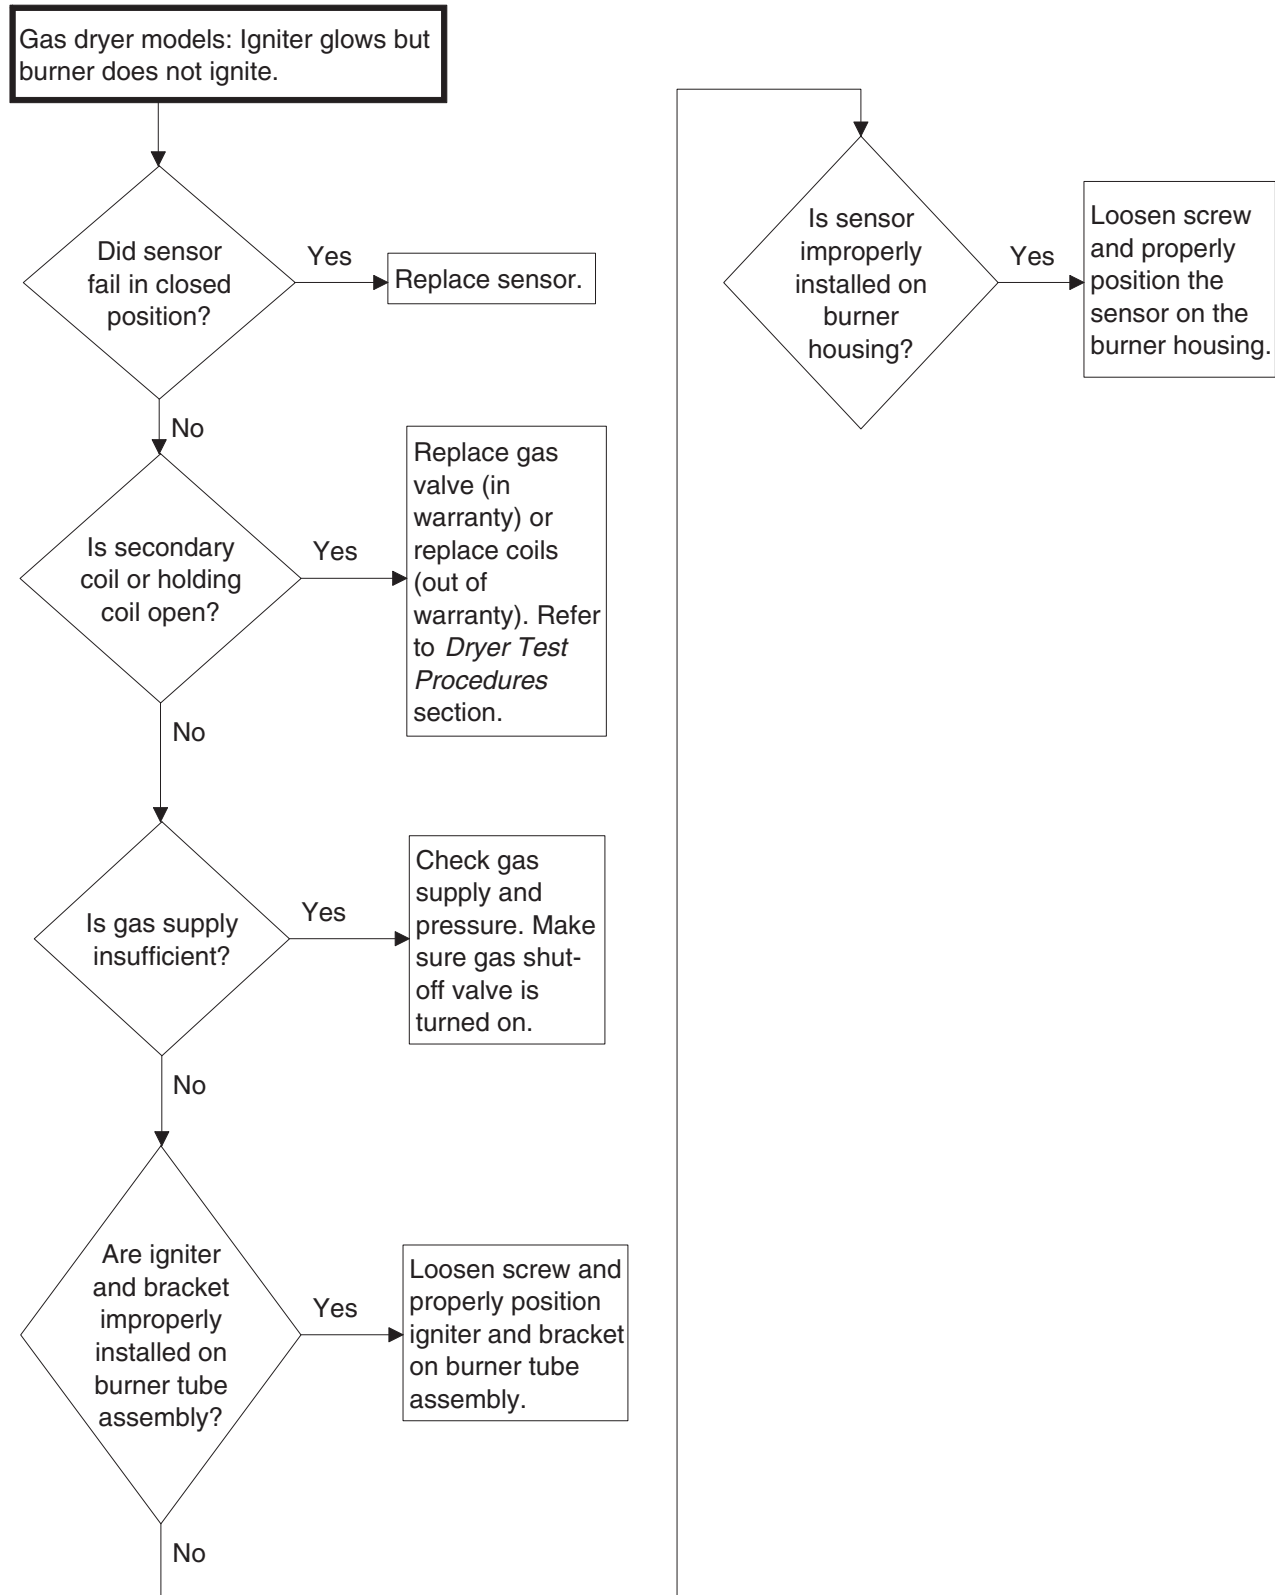 Gas dryer models: Igniter glows but
burner does not ignite.
Did sensor
fail in closed
position?
Yes
Replace sensor.
No
Is secondary
coil or holding
coil open?
Yes
Replace gas
valve (in
warranty) or
replace coils
(out of
warranty). Refer
to Dryer Test
Procedures
section.
No
Is gas supply
insufficient?
Yes
Check gas
supply and
pressure. Make
sure gas shut-
off valve is
turned on.
No
Are igniter
and bracket
improperly
installed on
burner tube
assembly?
Yes
Loosen screw and
properly position
igniter and bracket
on burner tube
assembly.
No
Is sensor
improperly
installed on
burner
housing?
Yes
Loosen screw
and properly
position the
sensor on the
burner housing.